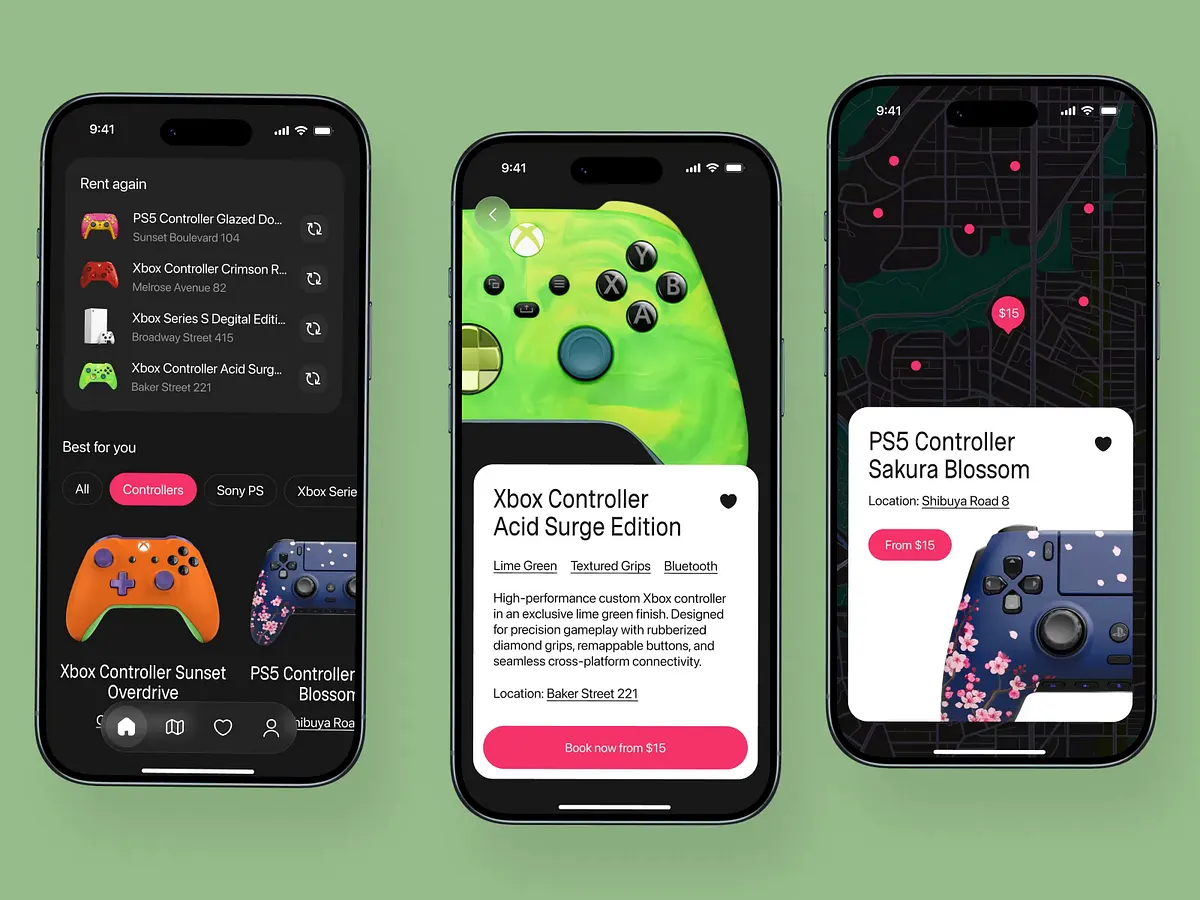 9:41
Rent again
PS5 Controller Glazed Do...
Sunset Boulevard 104
Xbox Controller Crimson R...
Melrose Avenue 82
Xbox Series S Degital Editi...
Broadway Street 415
Xbox Controller Acid Surg...
Baker Street 221
Best for you
All
Controllers
Sony PS
Xbox Serie
Xbox Controller Sunset
Overdrive
PS5 Controller
Blossom
hibuya Roa
9:41
Y
X
B
A
Xbox Controller
Acid Surge Edition
Lime Green
Textured Grips
Bluetooth
High-performance custom Xbox controller
in an exclusive lime green finish. Designed
for precision gameplay with rubberized
diamond grips, remappable buttons, and
seamless cross-platform connectivity.
Location: Baker Street 221
Book now from $15
9:41
$15
PS5 Controller
Sakura Blossom
Location: Shibuya Road 8
From $15